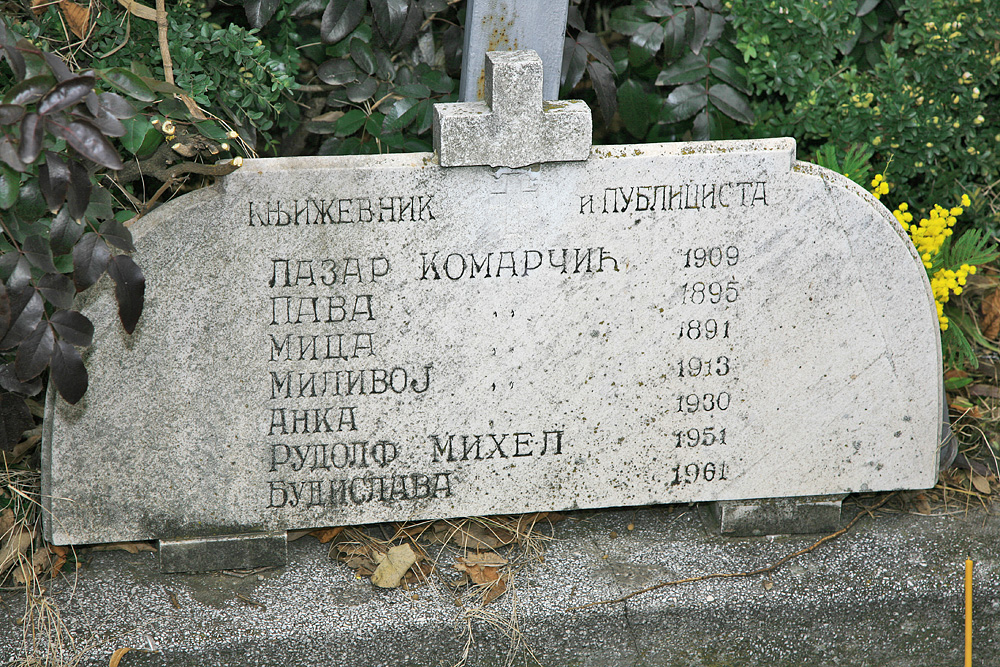 КЊИЖЕВНИК И ПУБЛИЦИСТА
ЛАЗАР КОМАРЧИЋ 1909
ПАВА " 1895
МИЦА " 1891
МИЛИВОЈ " 1913
АНКА 1930
РУДОЛФ МИХЕЛ 1951
БУДИСЛАВА 1961